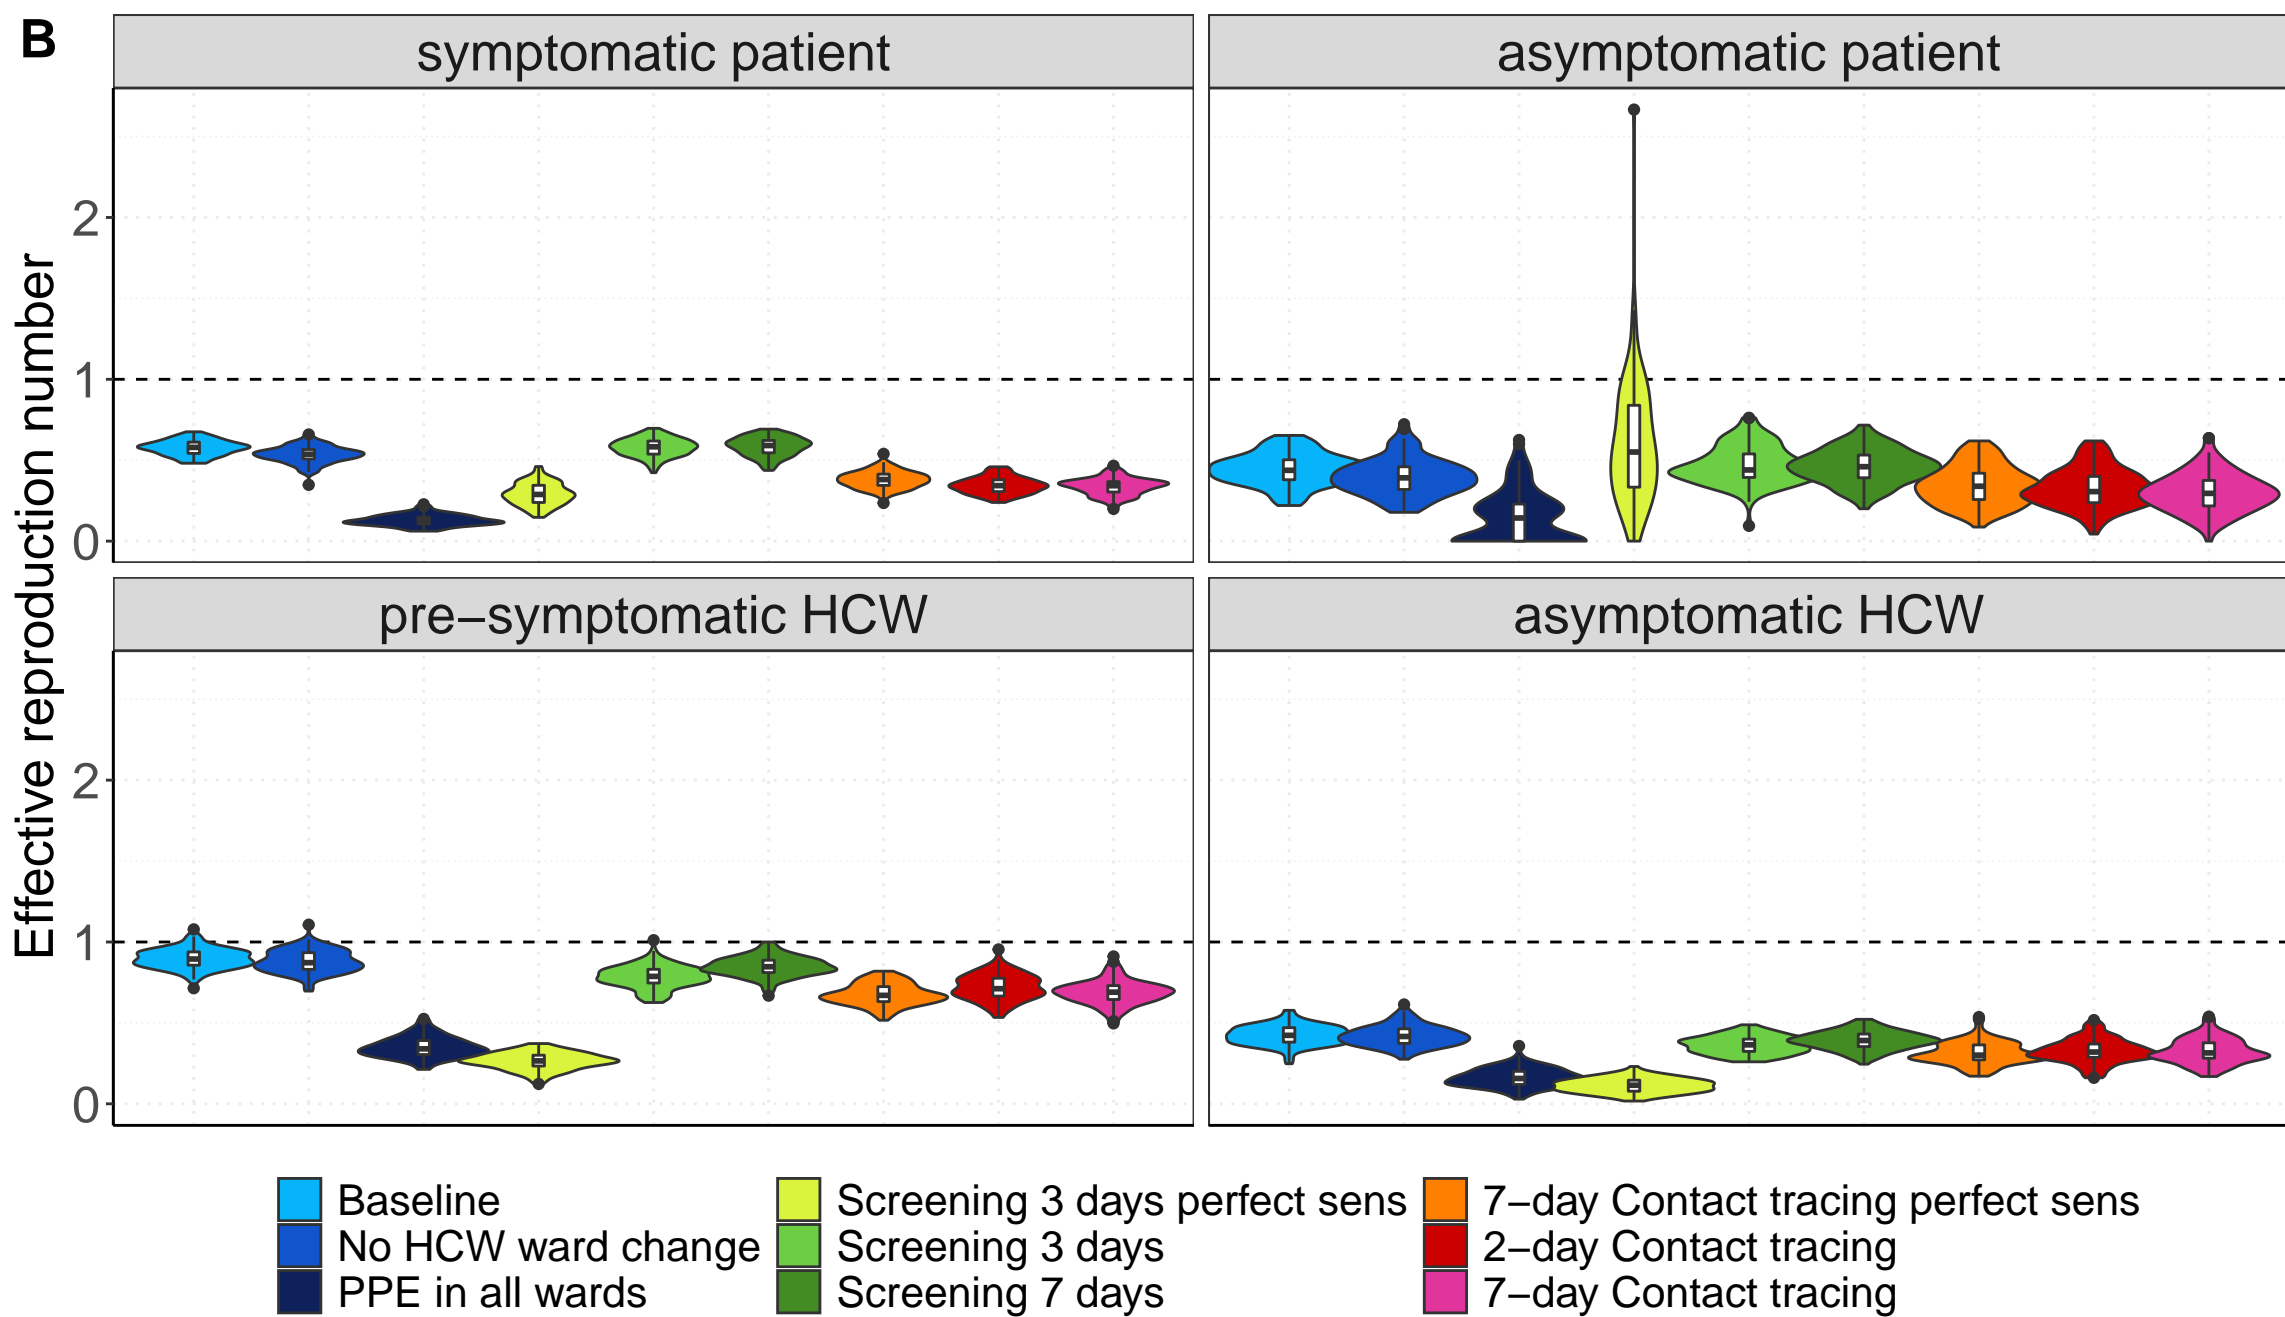 B
symptomatic patient
asymptomatic patient
Effective reproduction number
2
1
0
pre−symptomatic HCW
asymptomatic HCW
2
1
0
Baseline
No HCW ward change
PPE in all wards
Screening 3 days perfect sens
Screening 3 days
Screening 7 days
7−day Contact tracing perfect sens
2−day Contact tracing
7−day Contact tracing